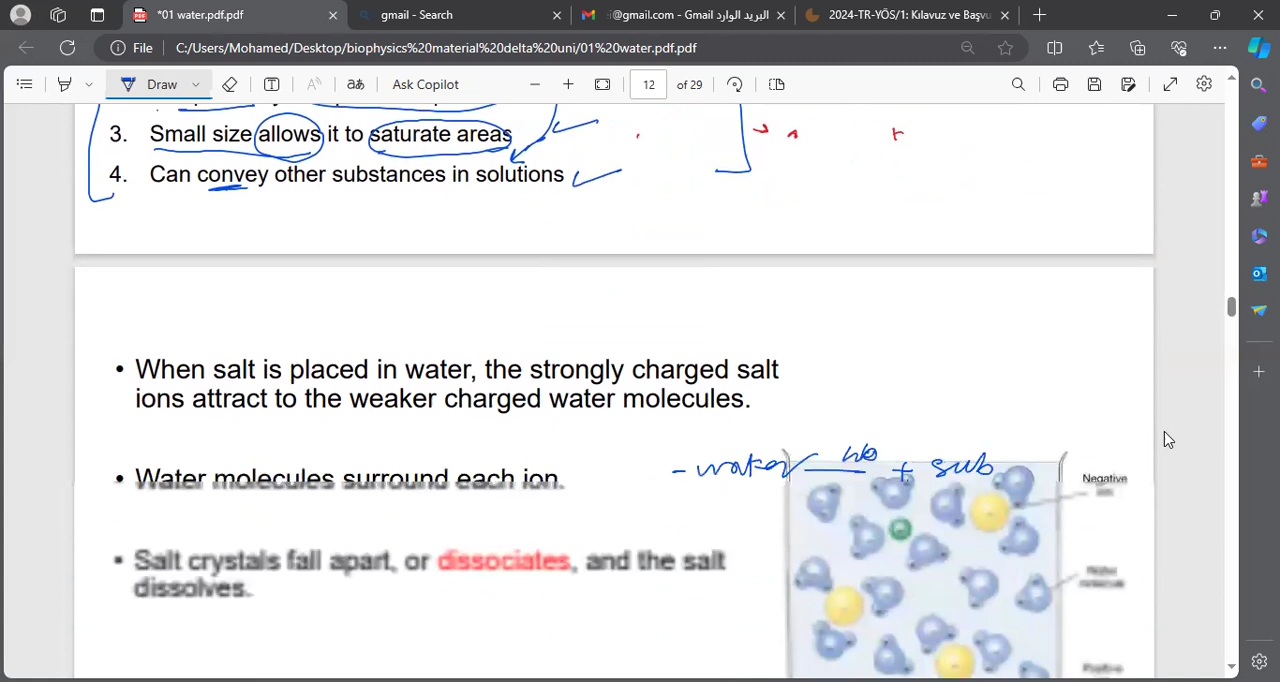 *01 water.pdf.pdf
gmail - Search
@gmail.com - Gmail البريد الوارد
2024-TR-YÖS/1: Kılavuz ve Başvu
File
C:/Users/Mohamed/Desktop/biophysics%20material%20delta%20uni/01%20water.pdf.pdf
Draw
Ask Copilot
12 of 29
3. Small size allows it to saturate areas
4. Can convey other substances in solutions
• When salt is placed in water, the strongly charged salt
ions attract to the weaker charged water molecules.
- water
+ sub
• Water molecules surround each ion.
Negative
ion
• Salt crystals fall apart, or dissociates, and the salt
dissolves.
Water
molecule
Positive